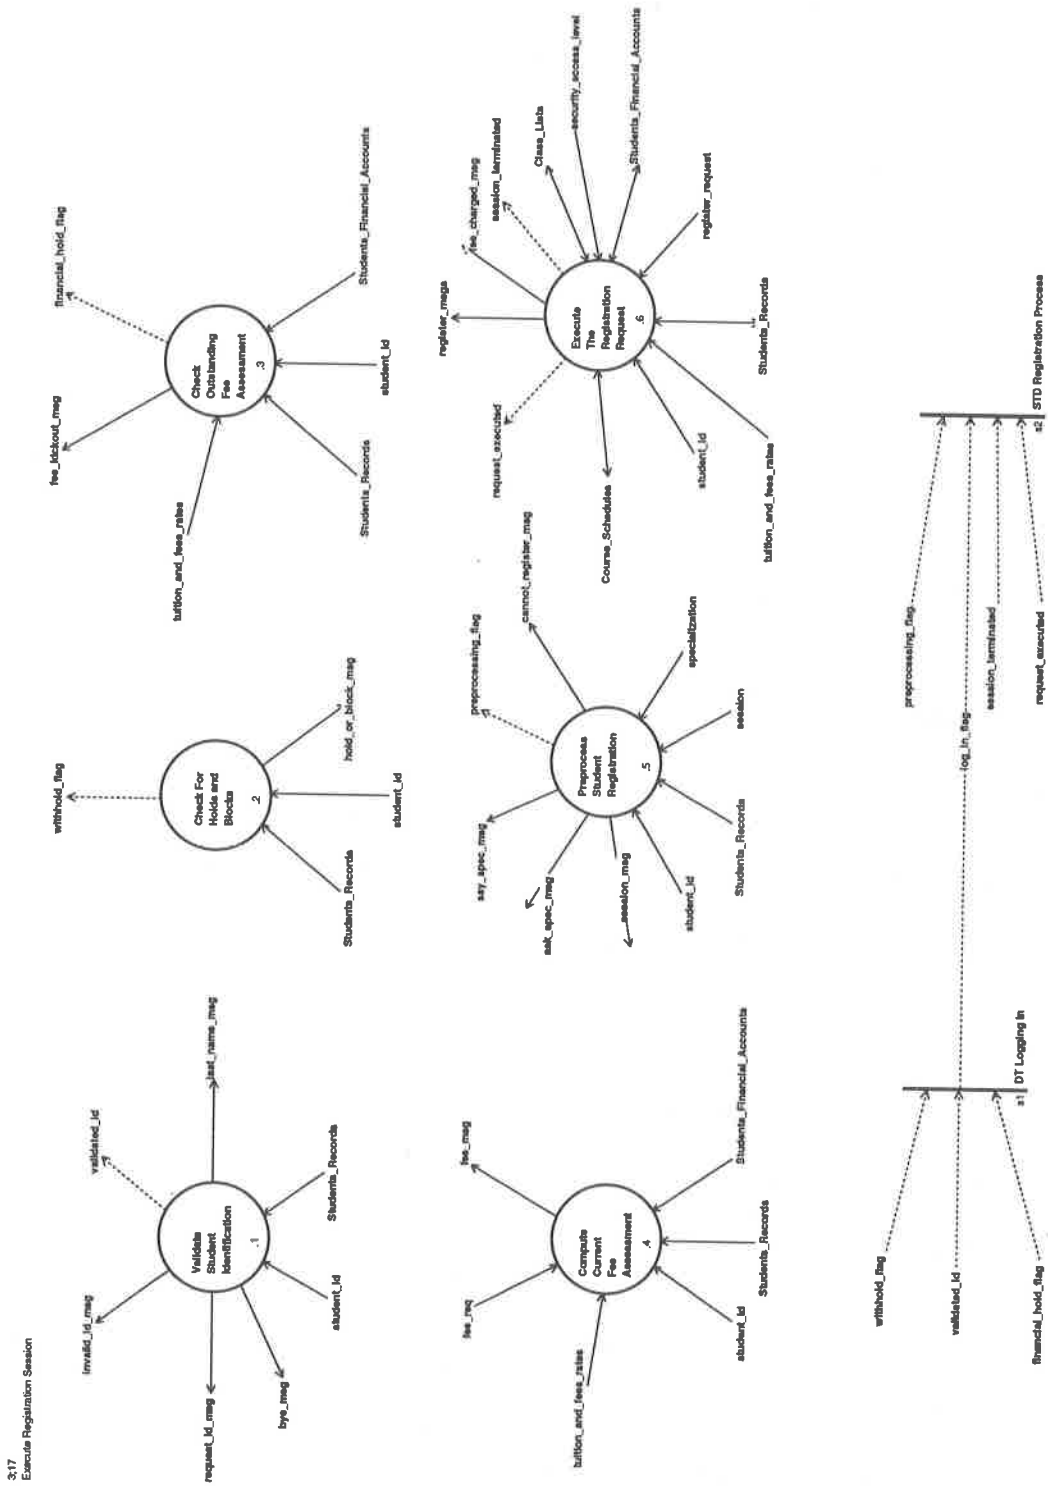 3;17
Execute Registration Session
invalid_id_msg
validated_id
request_id_msg
last_name_msg
Validate
Student
Identification
.1
bye_msg
student_id
Students_Records
withhold_flag
Check For
Holds and
Blocks
.2
Students_Records
hold_or_block_msg
student_id
fee_lockout_msg
financial_hold_flag
tuition_and_fees_rates
Check
Outstanding
Fee
Assessment
.3
Students_Records
student_id
Students_Financial_Accounts
fee_req
fee_msg
tuition_and_fees_rates
Compute
Current
Fee
Assessment
.4
student_id
Students_Records
Students_Financial_Accounts
say_spec_msg
preprocessing_flag
cannot_register_msg
ask_spec_msg
session_msg
Preprocess
Student
Registration
.5
student_id
Students_Records
session
specialization
request_executed
register_msgs
fee_charged_msg
session_terminated
Class_Lists
security_access_level
Students_Financial_Accounts
Execute
The
Registration
Request
.6
Course_Schedules
student_id
tuition_and_fees_rates
Students_Records
register_request
withhold_flag
validated_id
financial_hold_flag
s1
DT Logging In
log_in_flag
preprocessing_flag
session_terminated
request_executed
s2
STD Registration Process